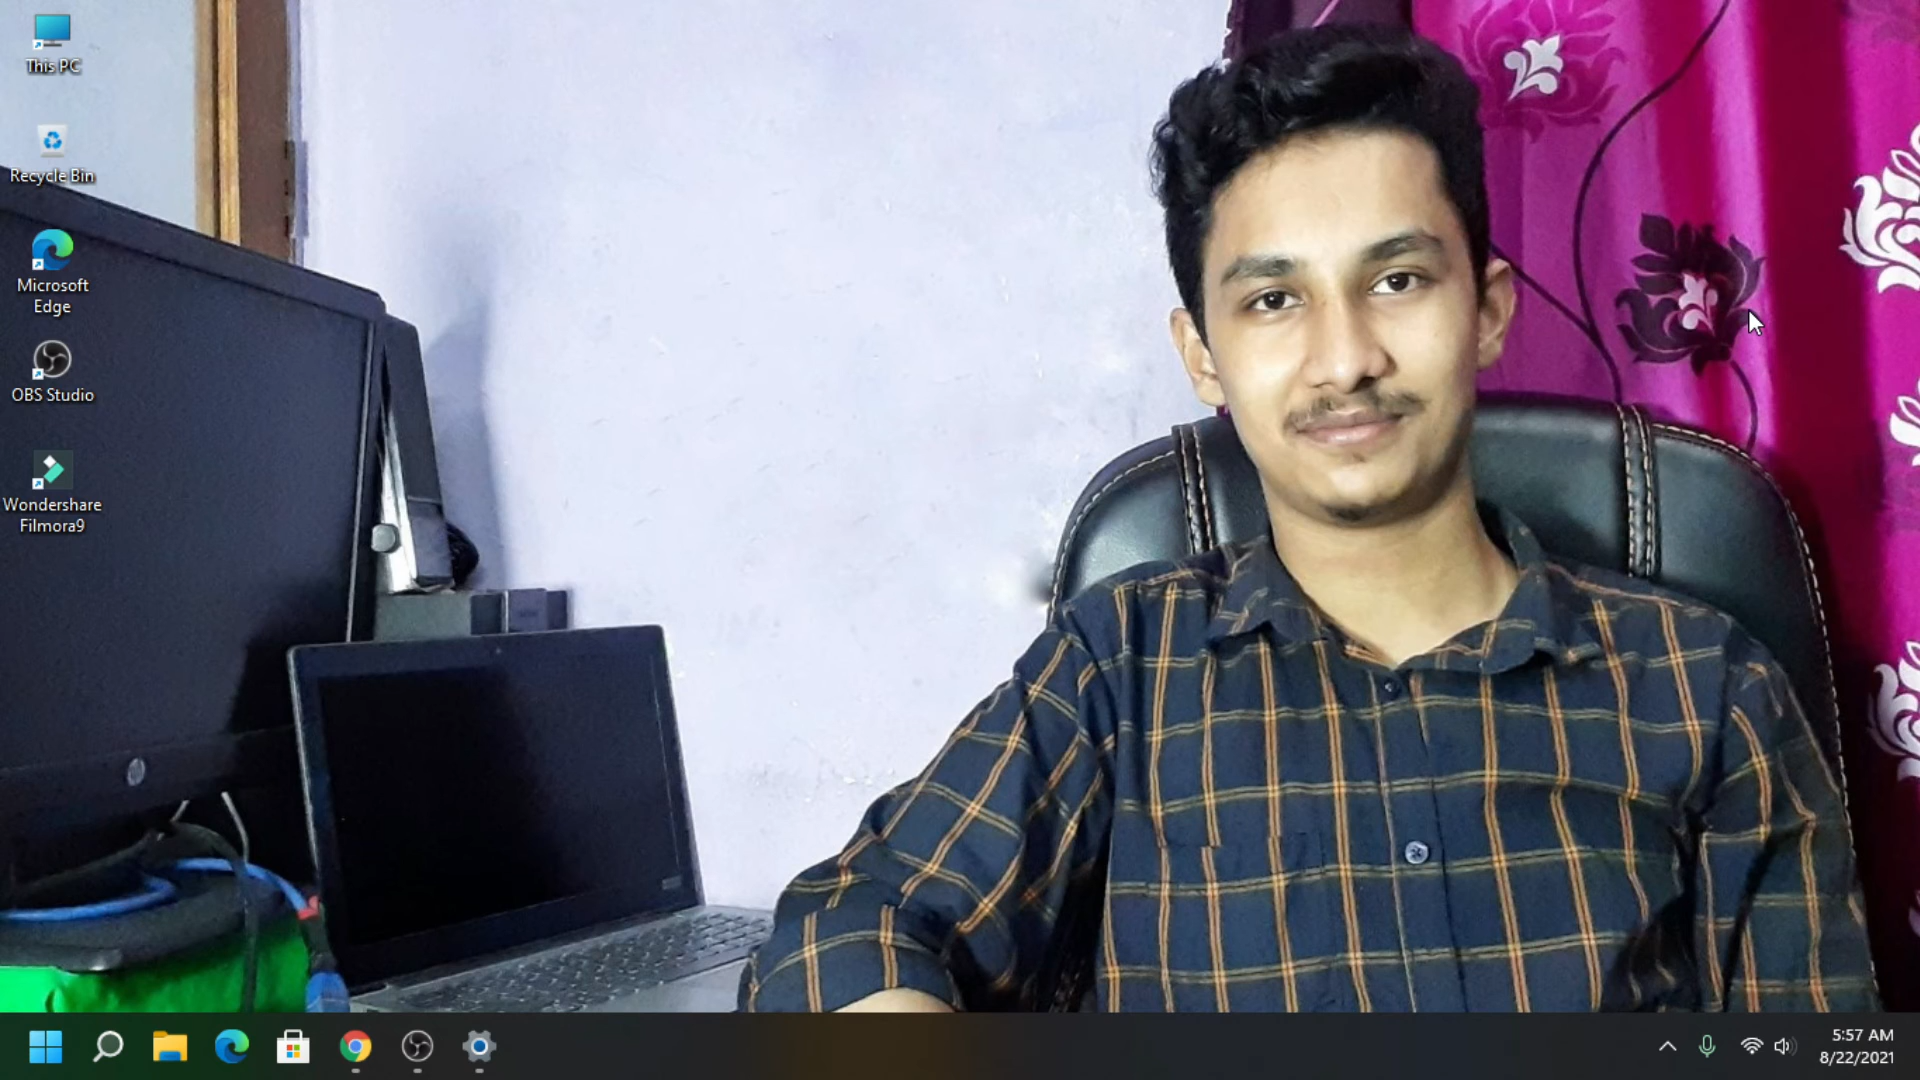 This PC
Recycle Bin
Microsoft
Edge
OBS Studio
Wondershare
Filmora9
5:57 AM
8/22/2021